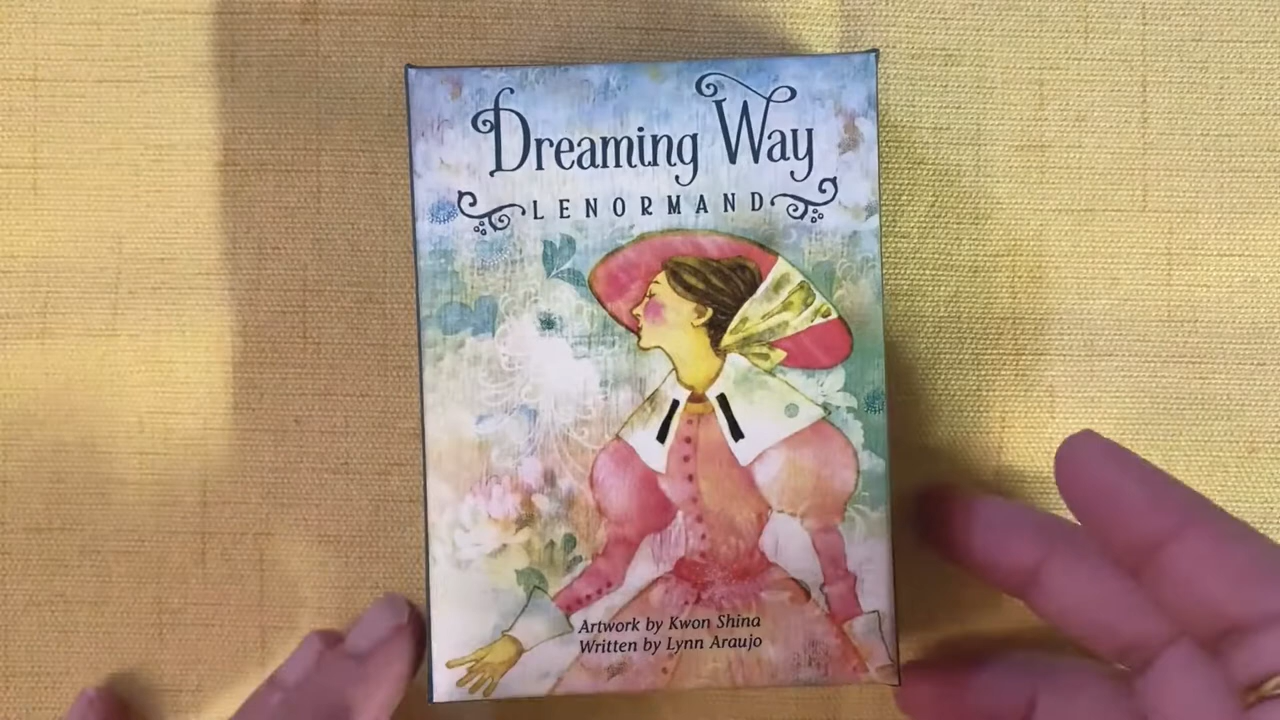 Dreaming Way
LENORMAND
Artwork by Kwon Shina
Written by Lynn Araujo